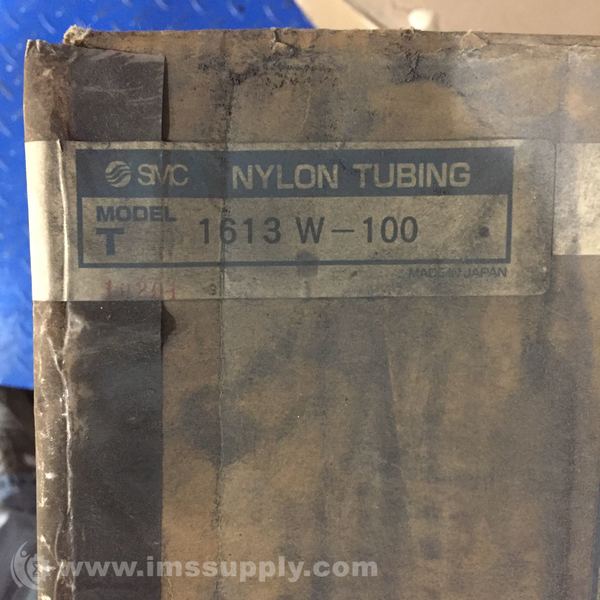 SMC NYLON TUBING
MODEL
T 1613 W-100
MADE IN JAPAN
www.imssupply.com